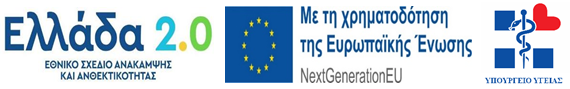 Ελλάδα 2.0
ΕΘΝΙΚΟ ΣΧΕΔΙΟ ΑΝΑΚΑΜΨΗΣ
ΚΑΙ ΑΝΘΕΚΤΙΚΟΤΗΤΑΣ
Με τη χρηματοδότηση
της Ευρωπαϊκής Ένωσης
NextGenerationEU
ΥΠΟΥΡΓΕΙΟ ΥΓΕΙΑΣ